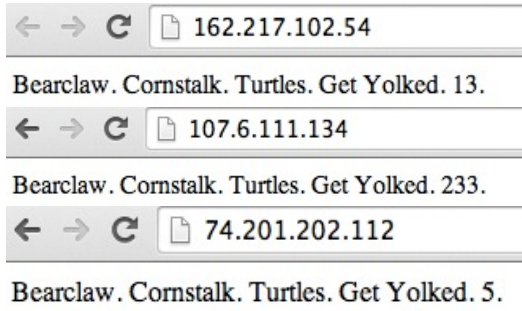 162.217.102.54
Bearclaw. Cornstalk. Turtles. Get Yolked. 13.
107.6.111.134
Bearclaw. Cornstalk. Turtles. Get Yolked. 233.
74.201.202.112
Bearclaw. Cornstalk. Turtles. Get Yolked. 5.